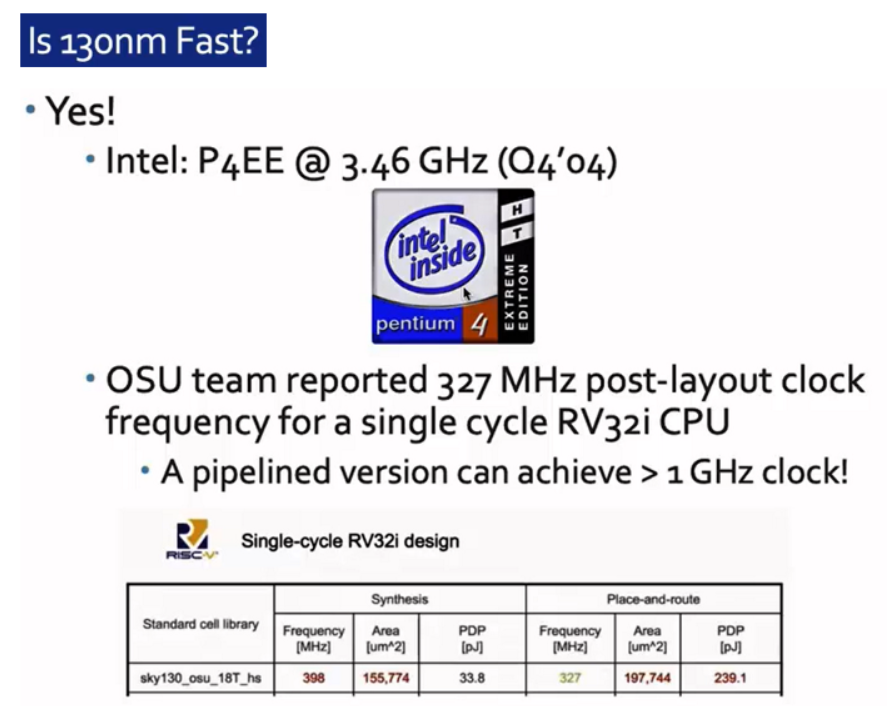 Is 130nm Fast?
• Yes!
• Intel: P4EE @ 3.46 GHz (Q4’04)
intel
inside
pentium 4
H
T
EXTREME
EDITION
• OSU team reported 327 MHz post-layout clock
frequency for a single cycle RV32i CPU
• A pipelined version can achieve > 1 GHz clock!
RISC-V
Single-cycle RV32i design
Standard cell library Synthesis Place-and-route
Frequency [MHz] Area [um^2] PDP [pJ] Frequency [MHz] Area [um^2] PDP [pJ]
sky130_osu_18T_hs 398 155,774 33.8 327 197,744 239.1